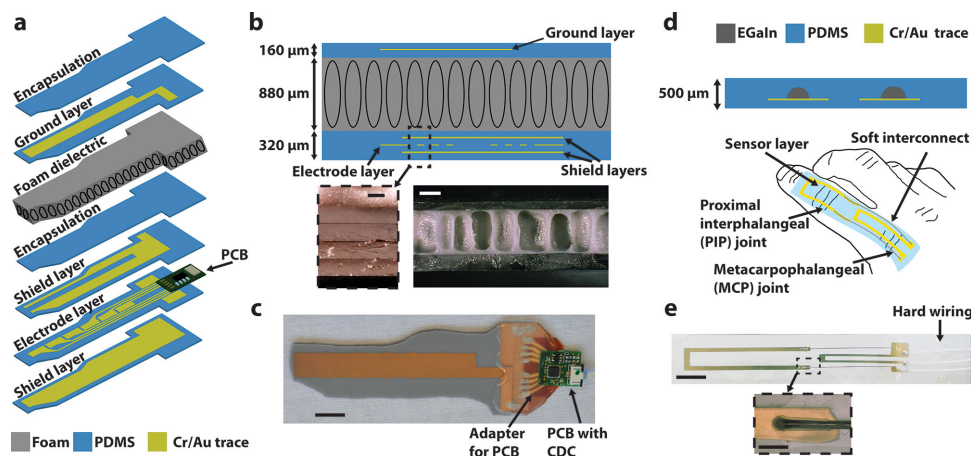 a
Encapsulation
Ground layer
Foam dielectric
Encapsulation
Shield layer
PCB
Electrode layer
Shield layer
Foam
PDMS
Cr/Au trace
b
160 µm
Ground layer
880 µm
320 µm
Electrode layer
Shield layers
c
Adapter
for PCB
PCB with
CDC
d
EGaIn
PDMS
Cr/Au trace
500 µm
Sensor layer
Soft interconnect
Proximal
interphalangeal
(PIP) joint
Metacarpophalangeal
(MCP) joint
e
Hard wiring